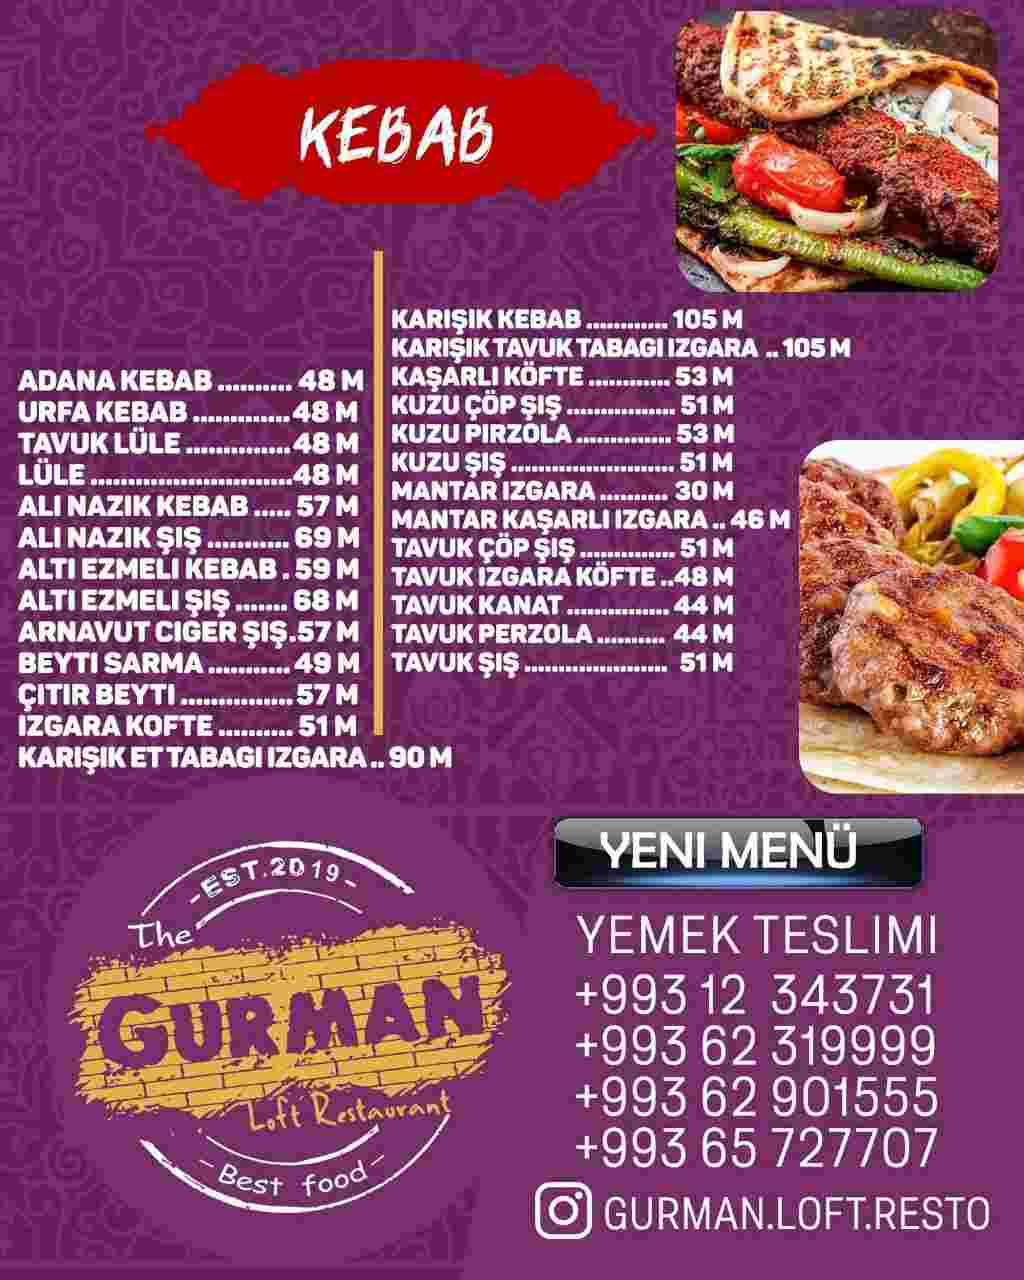 KEBAB
ADANA KEBAB .......... 48 M
URFA KEBAB ............. 48 M
TAVUK LÜLE .............. 48 M
LÜLE ........................... 48 M
ALI NAZIK KEBAB ..... 57 M
ALI NAZIK ŞIŞ ........... 69 M
ALTI EZMELI KEBAB . 59 M
ALTI EZMELI ŞIŞ ....... 68 M
ARNAVUT CIGER ŞIŞ. 57 M
BEYTI SARMA ........... 49 M
ÇITIR BEYTI ............... 57 M
IZGARA KOFTE .......... 51 M
KARIŞIK ET TABAGI IZGARA .. 90 M
KARIŞIK KEBAB ............ 105 M
KARIŞIK TAVUK TABAGI IZGARA .. 105 M
KAŞARLI KÖFTE ............ 53 M
KUZU ÇÖP ŞIŞ ................ 51 M
KUZU PIRZOLA .............. 53 M
KUZU ŞIŞ ........................ 51 M
MANTAR IZGARA .......... 30 M
MANTAR KAŞARLI IZGARA .. 46 M
TAVUK ÇÖP ŞIŞ .............. 51 M
TAVUK IZGARA KÖFTE .. 48 M
TAVUK KANAT ............... 44 M
TAVUK PERZOLA .......... 44 M
TAVUK ŞIŞ ..................... 51 M
-EST.2019-
The
GURMAN
Loft Restaurant
-Best food-
YENI MENÜ
YEMEK TESLIMI
+993 12 343731
+993 62 319999
+993 62 901555
+993 65 727707
GURMAN.LOFT.RESTO